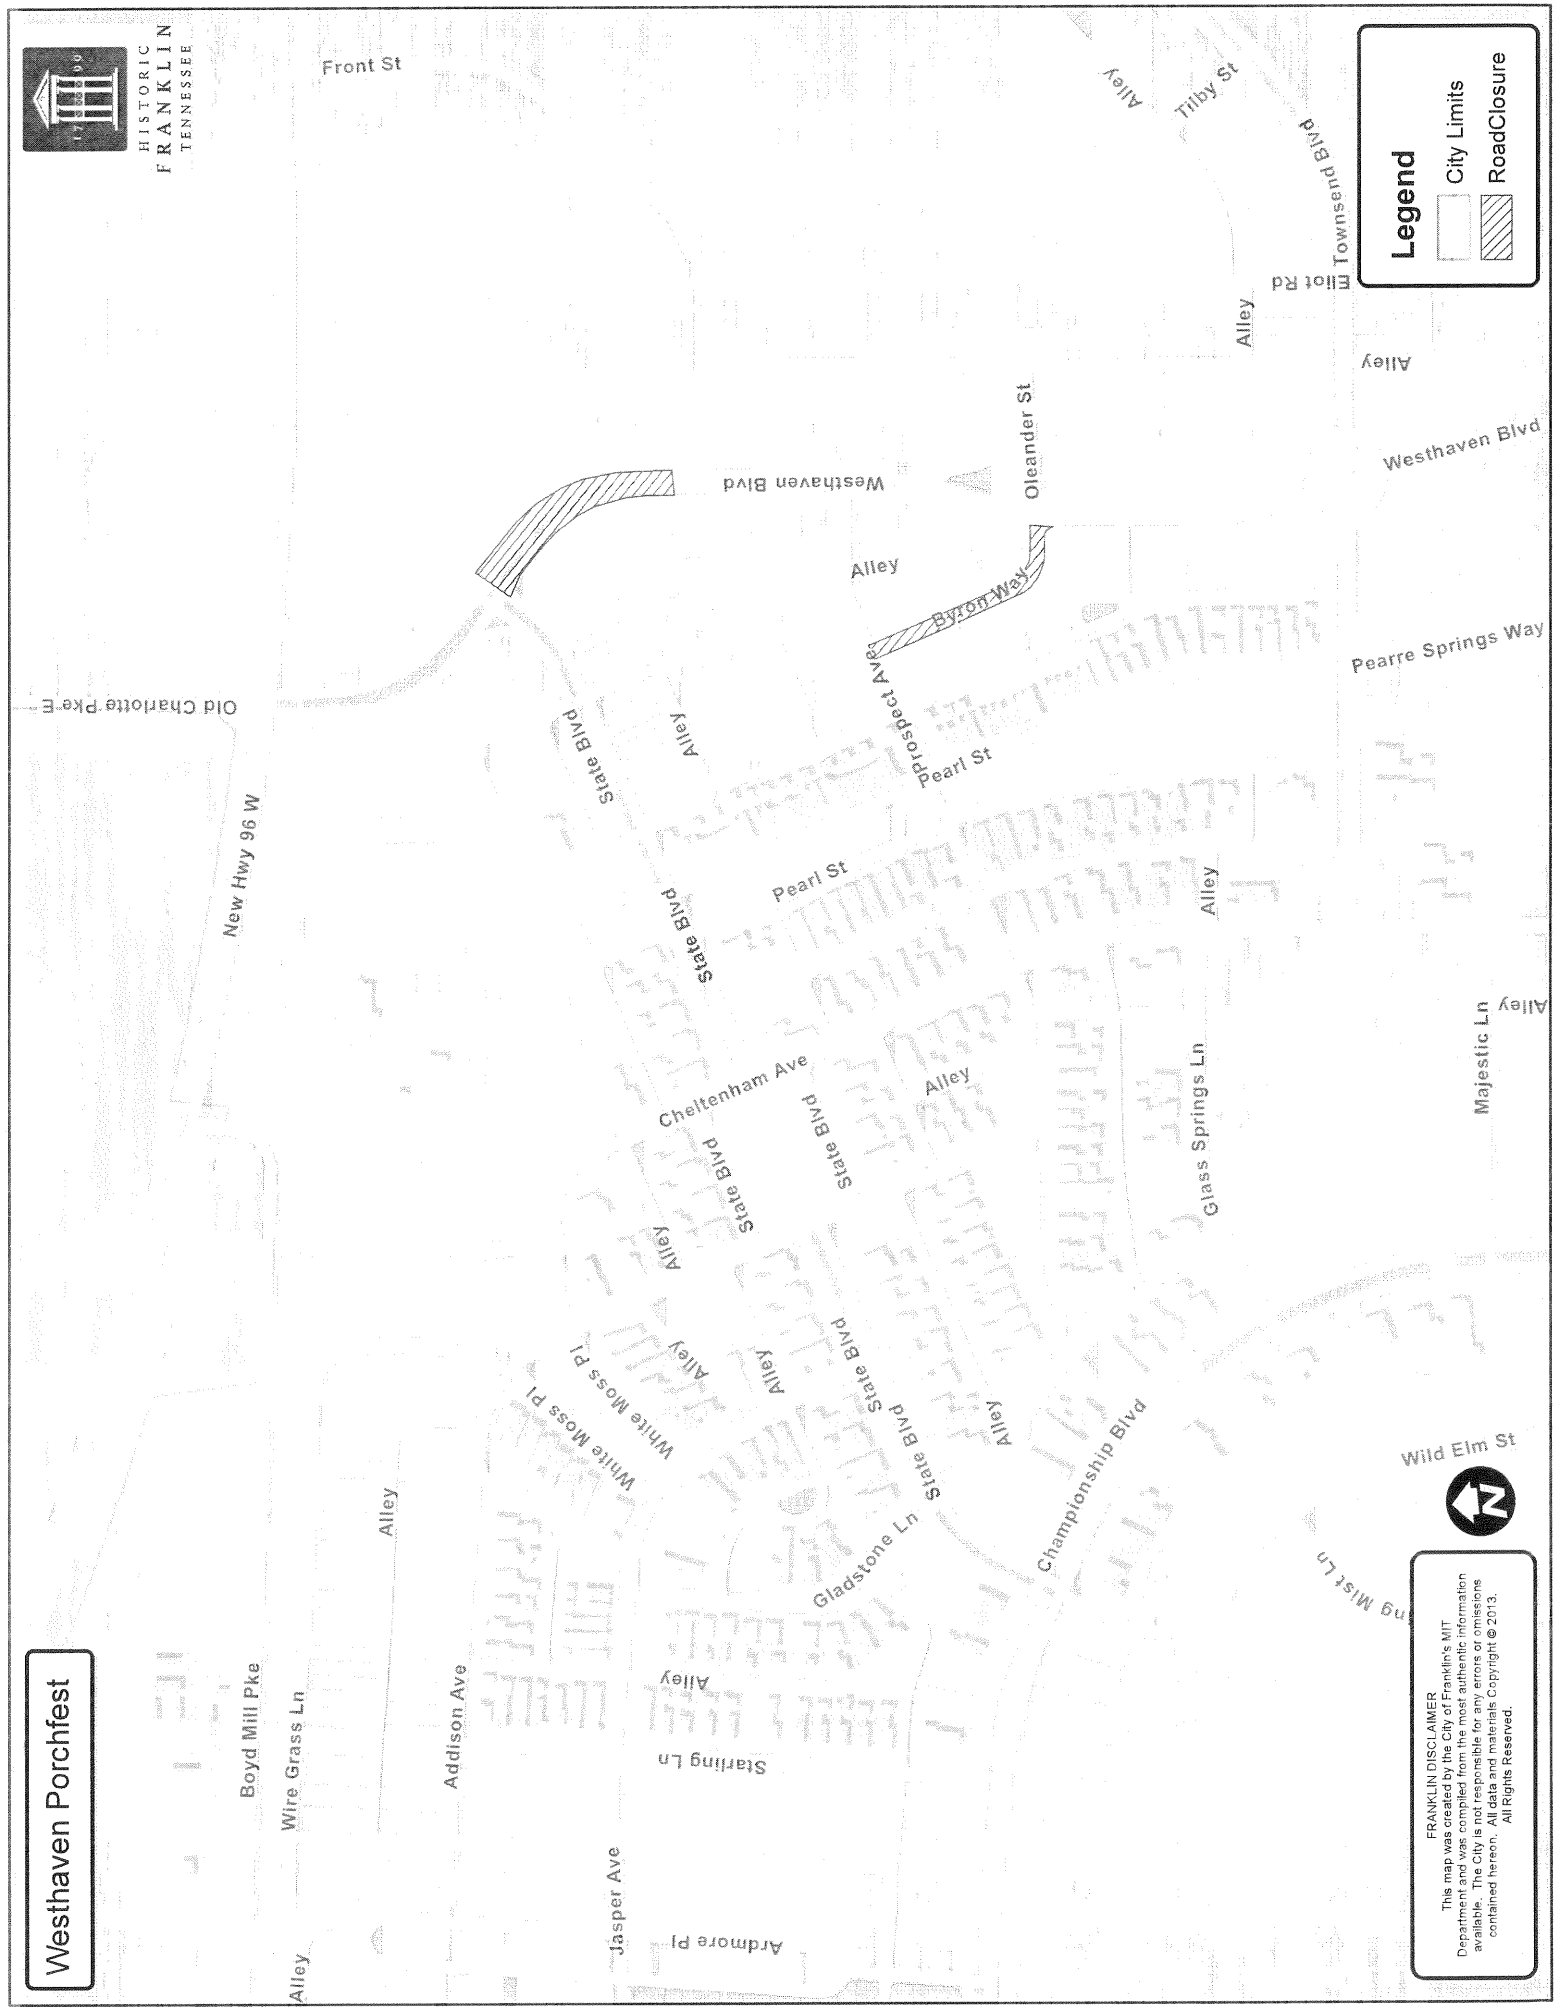 Westhaven Porchfest
HISTORIC
FRANKLIN
TENNESSEE
Front St
Old Charlotte Pke E
New Hwy 96 W
Boyd Mill Pke
Wire Grass Ln
Alley
Alley
Addison Ave
Jasper Ave
Ardmore Pl
Starling Ln
Alley
White Moss Pl
White Moss Pl
Alley
Alley
Alley
Gladstone Ln
State Blvd
State Blvd
State Blvd
State Blvd
State Blvd
State Blvd
Cheltenham Ave
Alley
Alley
Pearl St
Pearl St
Prospect Ave
Alley
Alley
Byron Way
Westhaven Blvd
Oleander St
Alley
Tilby St
Townsend Blvd
Eliot Rd
Alley
Alley
Westhaven Blvd
Pearre Springs Way
Alley
Glass Springs Ln
Majestic Ln
Alley
Championship Blvd
Wild Elm St
ng Mist Ln
N
Legend
City Limits
RoadClosure
FRANKLIN DISCLAIMER
This map was created by the City of Franklin's MIT
Department and was compiled from the most authentic information
available. The City is not responsible for any errors or omissions
contained hereon. All data and materials Copyright © 2013.
All Rights Reserved.